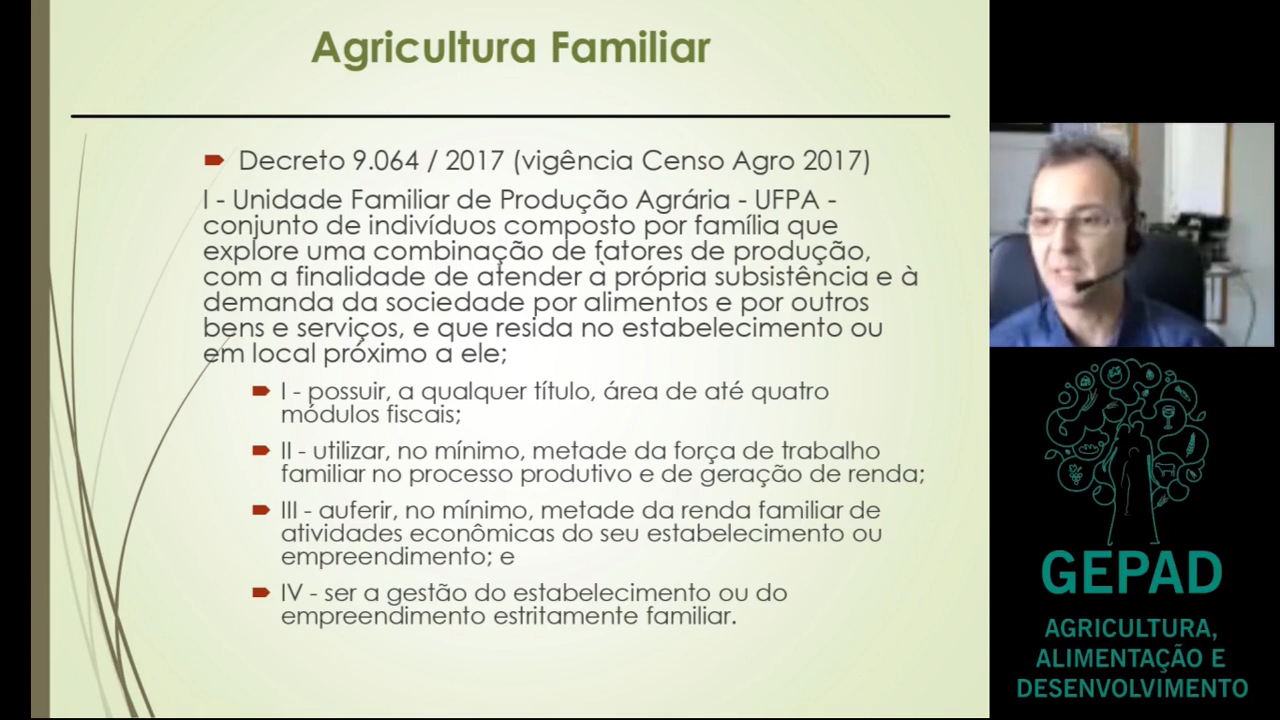 Agricultura Familiar
Decreto 9.064 / 2017 (vigência Censo Agro 2017)
I - Unidade Familiar de Produção Agrária - UFPA -
conjunto de indivíduos composto por família que
explore uma combinação de fatores de produção,
com a finalidade de atender à própria subsistência e à
demanda da sociedade por alimentos e por outros
bens e serviços, e que resida no estabelecimento ou
em local próximo a ele;
I - possuir, a qualquer título, área de até quatro
módulos fiscais;
II - utilizar, no mínimo, metade da força de trabalho
familiar no processo produtivo e de geração de renda;
III - auferir, no mínimo, metade da renda familiar de
atividades econômicas do seu estabelecimento ou
empreendimento; e
IV - ser a gestão do estabelecimento ou do
empreendimento estritamente familiar.
GEPAD
AGRICULTURA,
ALIMENTAÇÃO E
DESENVOLVIMENTO